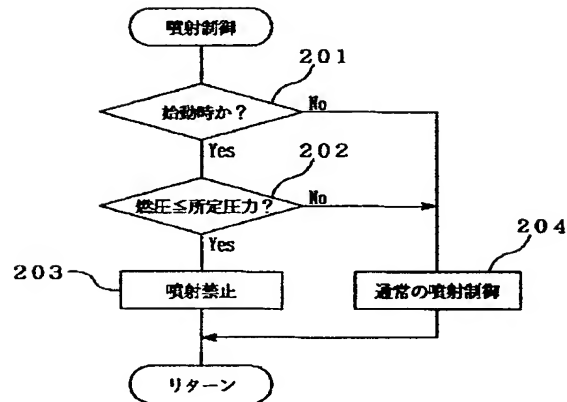 噴射制御
201
始動時か?
No
Yes
202
燃圧≦所定圧力?
No
Yes
204
203
噴射禁止
通常の噴射制御
リターン